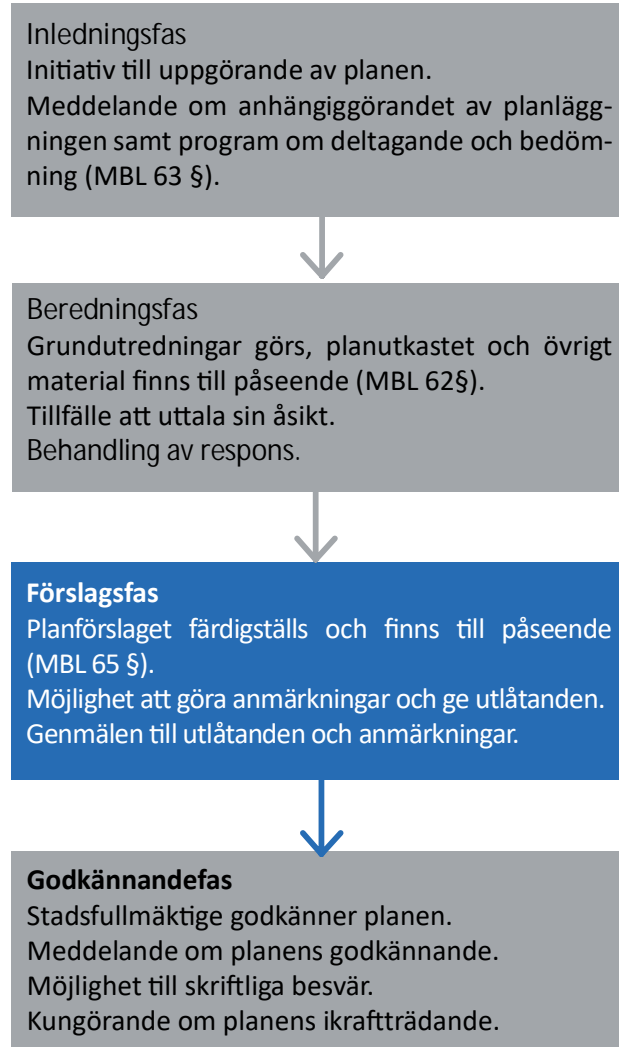 Inledningsfas
Initiativ till uppgörande av planen.
Meddelande om anhängiggörandet av planlägg-
ningen samt program om deltagande och bedöm-
ning (MBL 63 §).
Beredningsfas
Grundutredningar görs, planutkastet och övrigt
material finns till påseende (MBL 62§).
Tillfälle att uttala sin åsikt.
Behandling av respons.
Förslagsfas
Planförslaget färdigställs och finns till påseende
(MBL 65 §).
Möjlighet att göra anmärkningar och ge utlåtanden.
Genmälen till utlåtanden och anmärkningar.
Godkännandefas
Stadsfullmäktige godkänner planen.
Meddelande om planens godkännande.
Möjlighet till skriftliga besvär.
Kungörande om planens ikraftträdande.